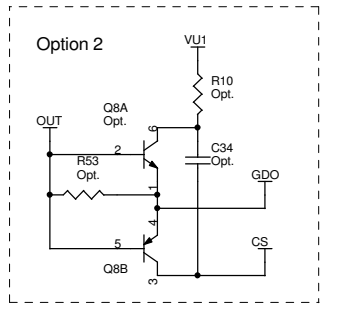 Option 2
VU1
R10
Opt.
Q8A
Opt.
OUT
6
2
C34
Opt.
R53
Opt.
1
GDO
4
5
CS
Q8B
3